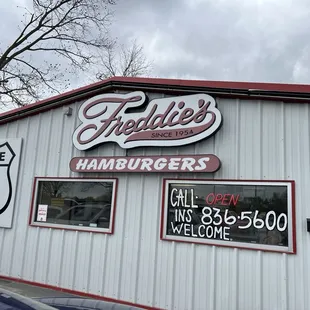 Freddie's
SINCE 1954
HAMBURGERS
CALL OPEN
INS 836-5600
WELCOME